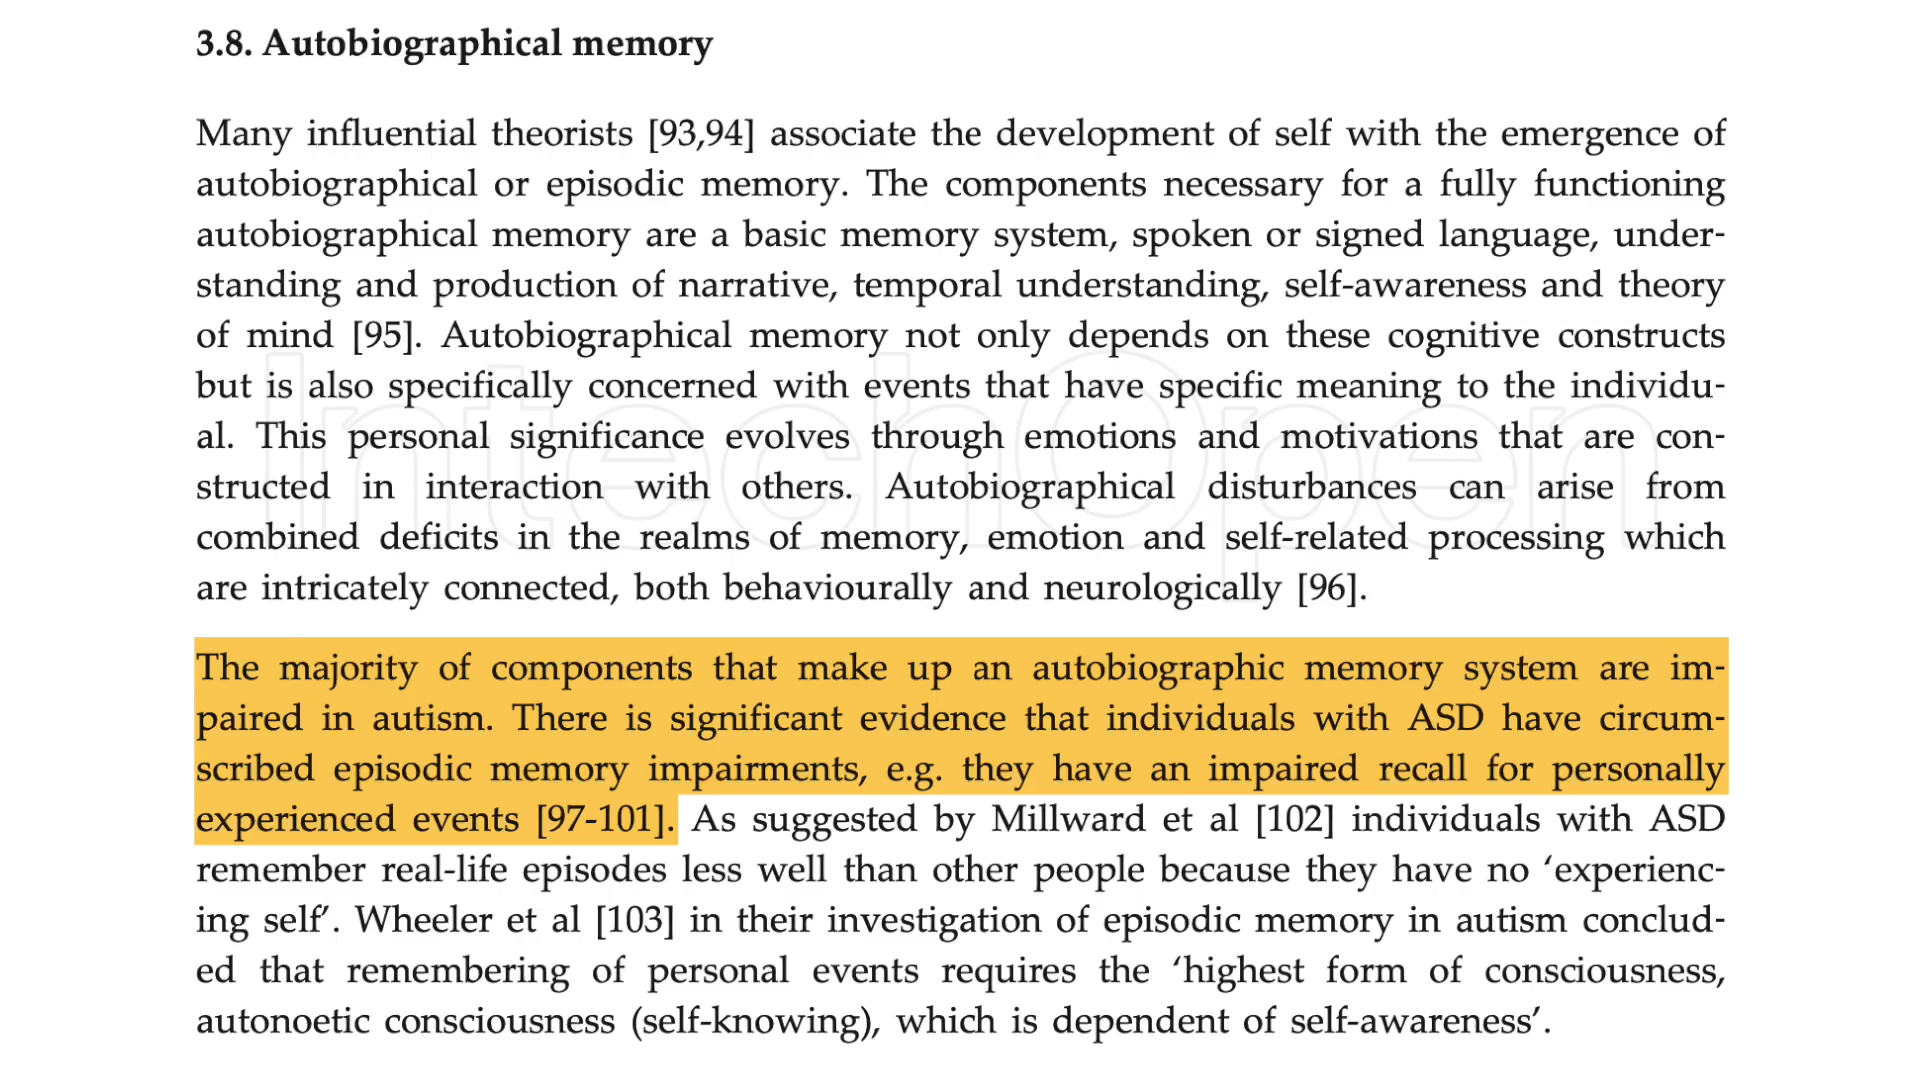 3.8. Autobiographical memory
Many influential theorists [93,94] associate the development of self with the emergence of
autobiographical or episodic memory. The components necessary for a fully functioning
autobiographical memory are a basic memory system, spoken or signed language, under-
standing and production of narrative, temporal understanding, self-awareness and theory
of mind [95]. Autobiographical memory not only depends on these cognitive constructs
but is also specifically concerned with events that have specific meaning to the individu-
al. This personal significance evolves through emotions and motivations that are con-
structed in interaction with others. Autobiographical disturbances can arise from
combined deficits in the realms of memory, emotion and self-related processing which
are intricately connected, both behaviourally and neurologically [96].
IntechOpen
The majority of components that make up an autobiographic memory system are im-
paired in autism. There is significant evidence that individuals with ASD have circum-
scribed episodic memory impairments, e.g. they have an impaired recall for personally
experienced events [97-101]. As suggested by Millward et al [102] individuals with ASD
remember real-life episodes less well than other people because they have no ‘experienc-
ing self’. Wheeler et al [103] in their investigation of episodic memory in autism conclud-
ed that remembering of personal events requires the ‘highest form of consciousness,
autonoetic consciousness (self-knowing), which is dependent of self-awareness’.